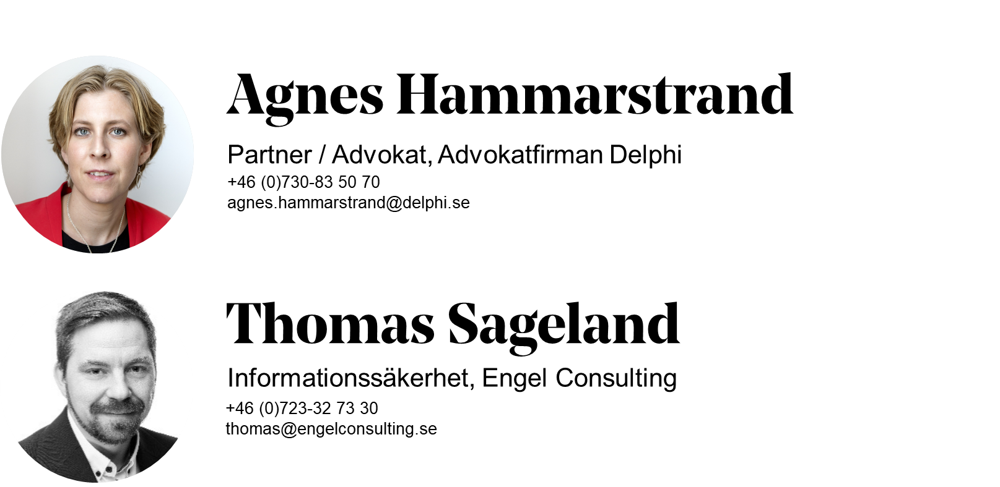 Agnes Hammarstrand
Partner / Advokat, Advokatfirman Delphi
+46 (0)730-83 50 70
agnes.hammarstrand@delphi.se
Thomas Sageland
Informationssäkerhet, Engel Consulting
+46 (0)723-32 73 30
thomas@engelconsulting.se